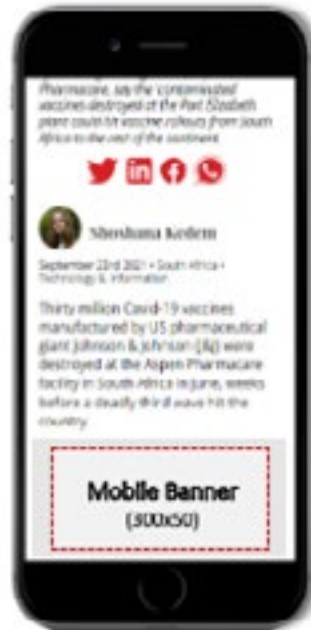 Pharmacare, say the contaminated
vaccines destroyed at the Port Elizabeth
plant could hit vaccine rollouts from South
Africa to the rest of the continent
in
Shoshana Kedem
September 22nd 2021 • South Africa •
Technology & Information
Thirty million Covid-19 vaccines
manufactured by US pharmaceutical
giant Johnson & Johnson (J&J) were
destroyed at the Aspen Pharmacare
facility in South Africa in June, weeks
before a deadly third wave hit the
country.
Mobile Banner
(300x50)